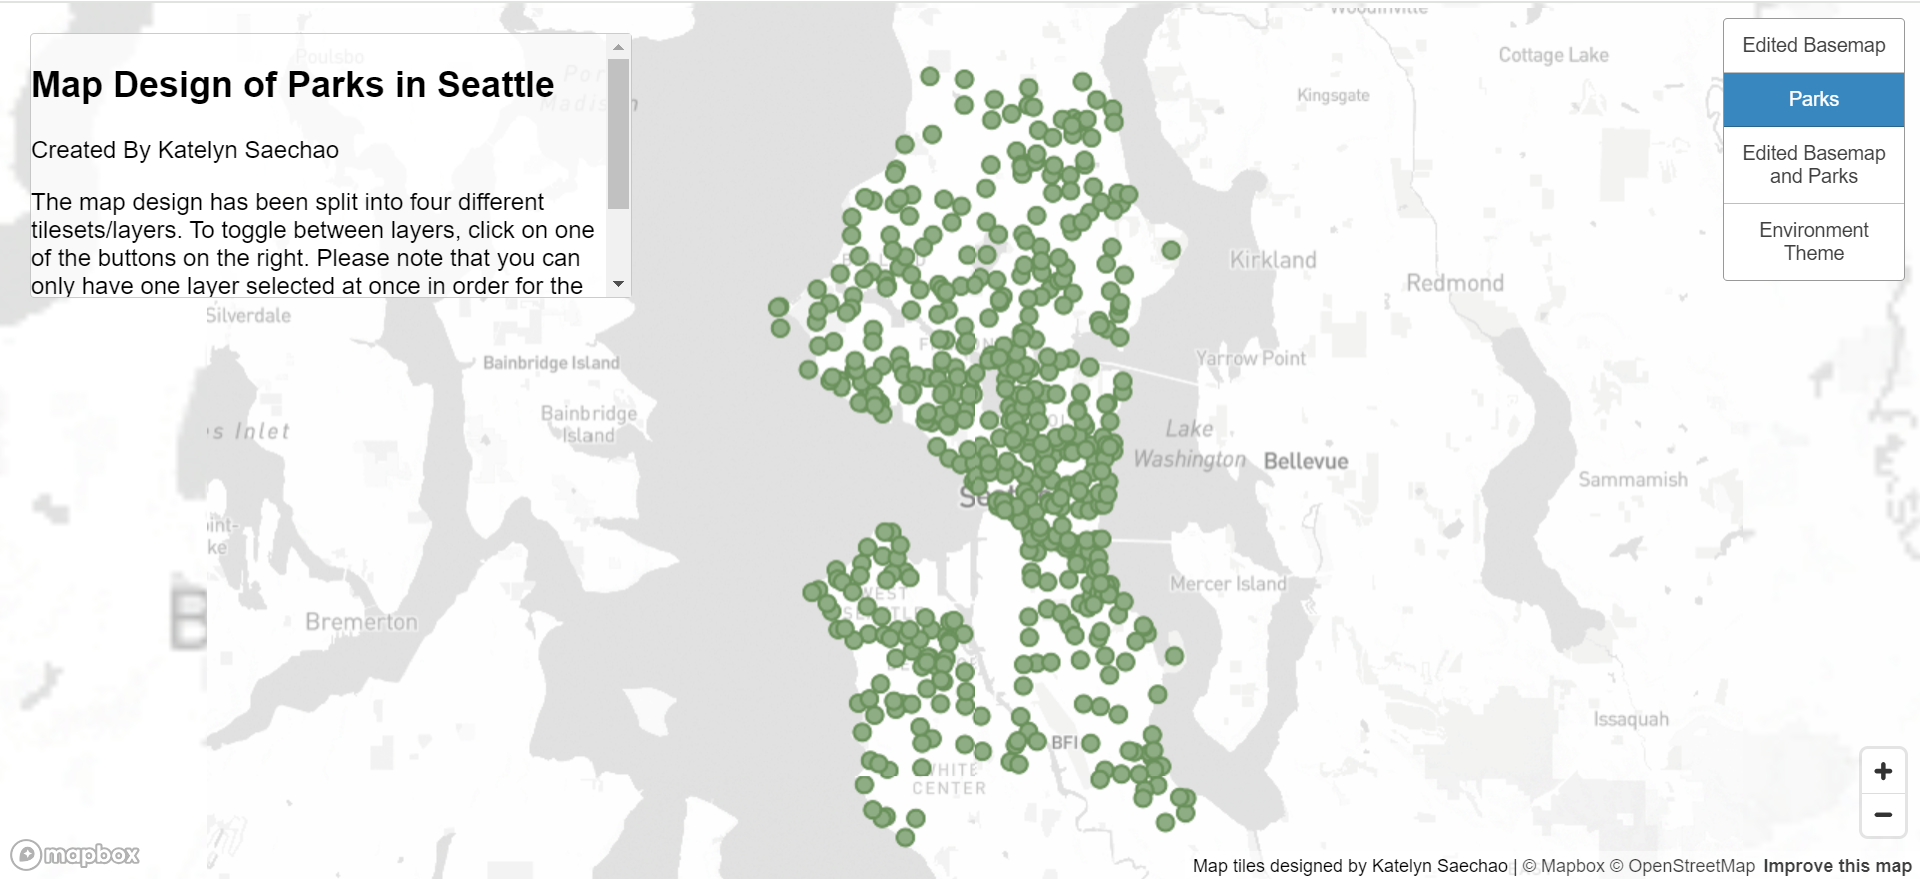 Map Design of Parks in Seattle
Created By Katelyn Saechao
The map design has been split into four different
tilesets/layers. To toggle between layers, click on one
of the buttons on the right. Please note that you can
only have one layer selected at once in order for the
Edited Basemap
Parks
Edited Basemap
and Parks
Environment
Theme
Poulsbo
Woodinville
Cottage Lake
Kingsgate
Kirkland
Redmond
Silverdale
Bainbridge Island
Bainbridge
Island
Yarrow Point
Lake
Washington
Bellevue
Sammamish
Inlet
Mercer Island
Bremerton
WEST
Issaquah
BFI
WHITE
CENTER
+
−
mapbox
Map tiles designed by Katelyn Saechao | © Mapbox © OpenStreetMap Improve this map